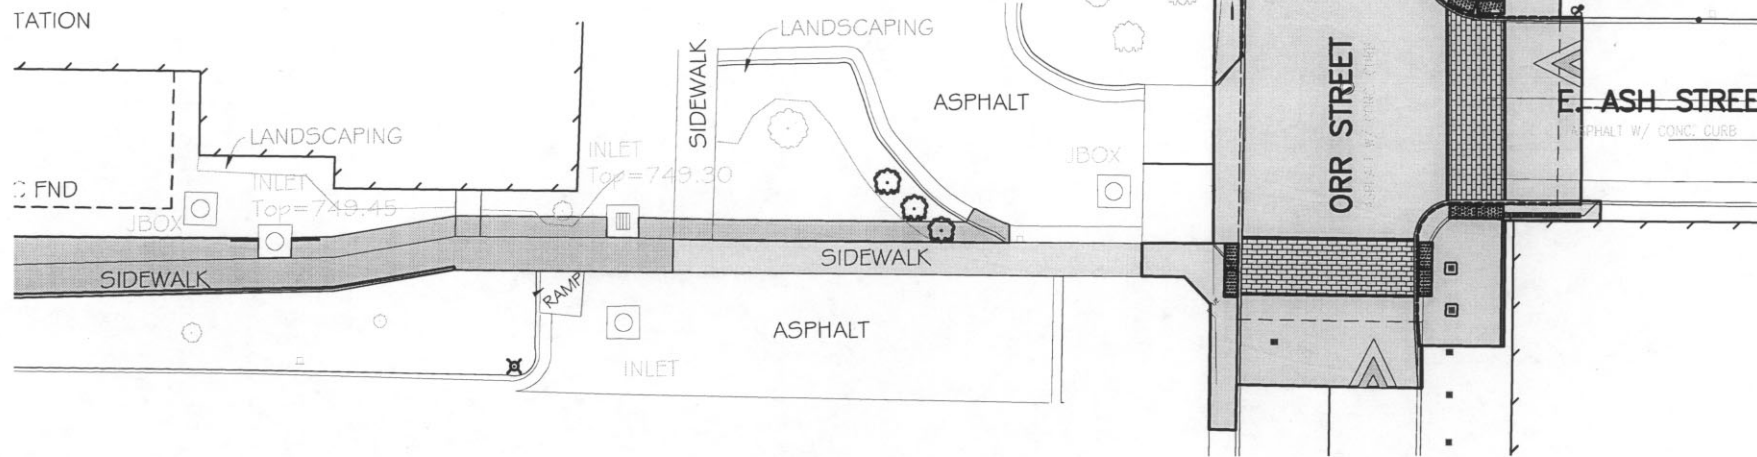 TATION
LANDSCAPING
SIDEWALK
ASPHALT
ORR STREET
E. ASH STREE
ASPHALT W/ CONC. CURB
LANDSCAPING
INLET
Top=749.30
JBOX
C FND
INLET
Top=749.45
JBOX
SIDEWALK
SIDEWALK
RAMP
ASPHALT
INLET